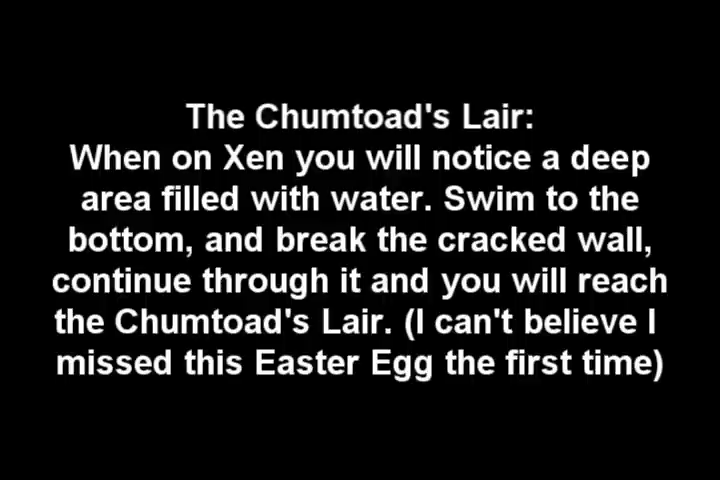 The Chumtoad's Lair:
When on Xen you will notice a deep
area filled with water. Swim to the
bottom, and break the cracked wall,
continue through it and you will reach
the Chumtoad's Lair. (I can't believe I
missed this Easter Egg the first time)